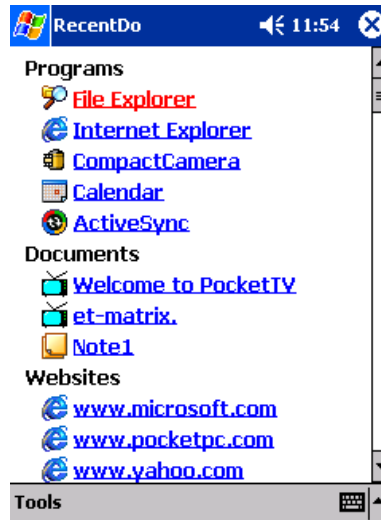 RecentDo 11:54
Programs
File Explorer
Internet Explorer
CompactCamera
Calendar
ActiveSync
Documents
Welcome to PocketTV
et-matrix.
Note1
Websites
www.microsoft.com
www.pocketpc.com
www.yahoo.com
Tools